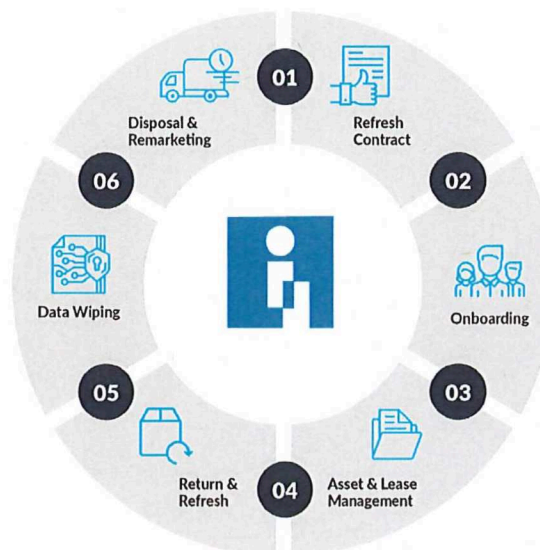 01
Refresh
Contract
02
Onboarding
03
Asset & Lease
Management
04
Return &
Refresh
05
Data Wiping
06
Disposal &
Remarketing